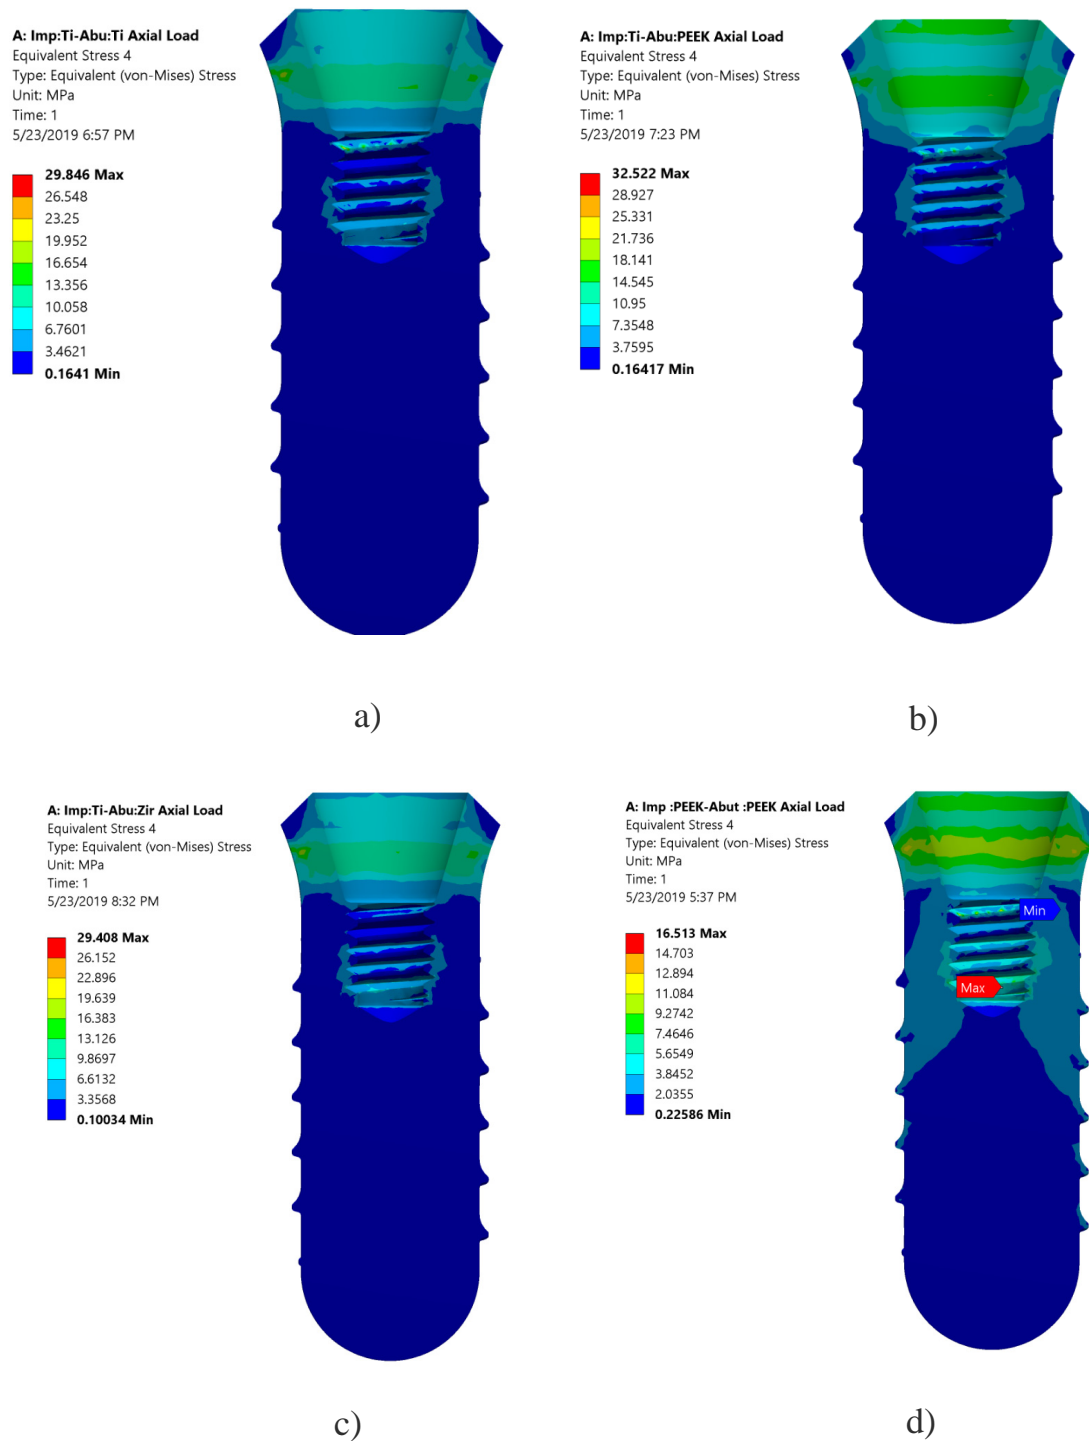 A: Imp:Ti-Abu:Ti Axial Load
Equivalent Stress 4
Type: Equivalent (von-Mises) Stress
Unit: MPa
Time: 1
5/23/2019 6:57 PM
29.846 Max
26.548
23.25
19.952
16.654
13.356
10.058
6.7601
3.4621
0.1641 Min
a)
A: Imp:Ti-Abu:PEEK Axial Load
Equivalent Stress 4
Type: Equivalent (von-Mises) Stress
Unit: MPa
Time: 1
5/23/2019 7:23 PM
32.522 Max
28.927
25.331
21.736
18.141
14.545
10.95
7.3548
3.7595
0.16417 Min
b)
A: Imp:Ti-Abu:Zir Axial Load
Equivalent Stress 4
Type: Equivalent (von-Mises) Stress
Unit: MPa
Time: 1
5/23/2019 8:32 PM
29.408 Max
26.152
22.896
19.639
16.383
13.126
9.8697
6.6132
3.3568
0.10034 Min
c)
A: Imp :PEEK-Abut :PEEK Axial Load
Equivalent Stress 4
Type: Equivalent (von-Mises) Stress
Unit: MPa
Time: 1
5/23/2019 5:37 PM
16.513 Max
14.703
12.894
11.084
9.2742
7.4646
5.6549
3.8452
2.0355
0.22586 Min
Min
Max
d)